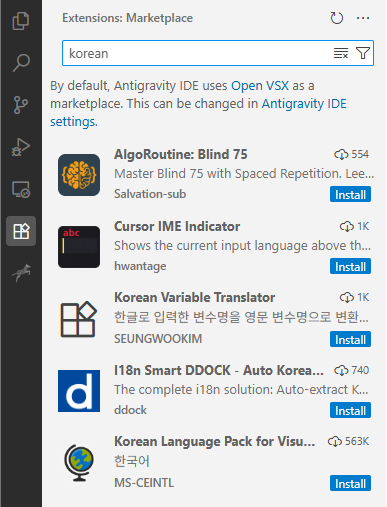 Extensions: Marketplace
korean
By default, Antigravity IDE uses Open VSX as a
marketplace. This can be changed in Antigravity IDE
settings.
AlgoRoutine: Blind 75 554
Master Blind 75 with Spaced Repetition. Lee...
Salvation-sub Install
abc
Cursor IME Indicator 1K
Shows the current input language above th...
hwantage Install
Korean Variable Translator 1K
한글로 입력한 변수명을 영문 변수명으로 변환...
SEUNGWOOKIM Install
d
I18n Smart DDOCK - Auto Korea... 740
The complete i18n solution: Auto-extract K...
ddock Install
Korean Language Pack for Visu... 563K
한국어
MS-CEINTL Install